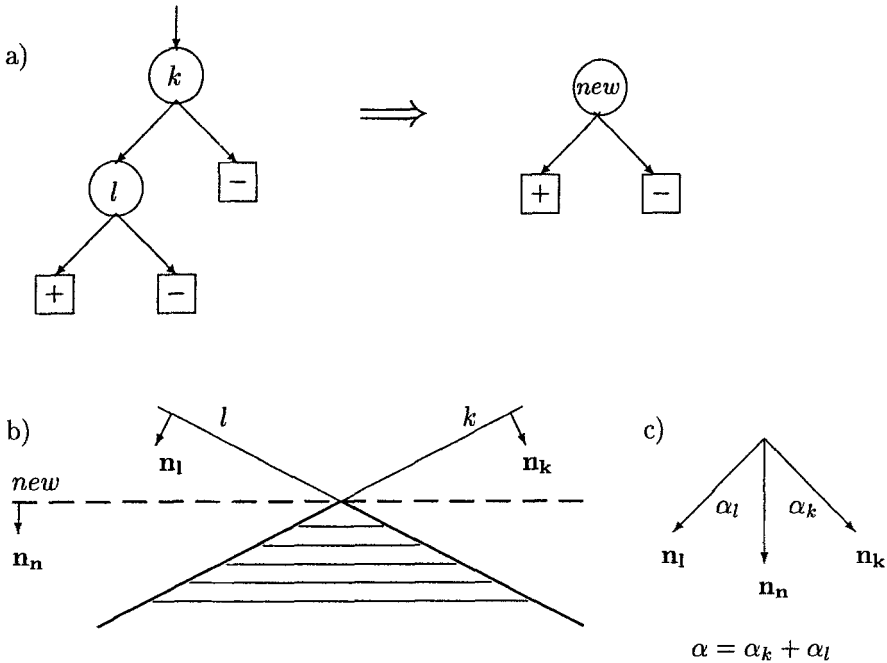 a)
k
new
l
−
+
−
+
−
b)
l
k
c)
n_l
n_k
new
n_n
α_l
α_k
n_l
n_k
n_n
α = α_k + α_l